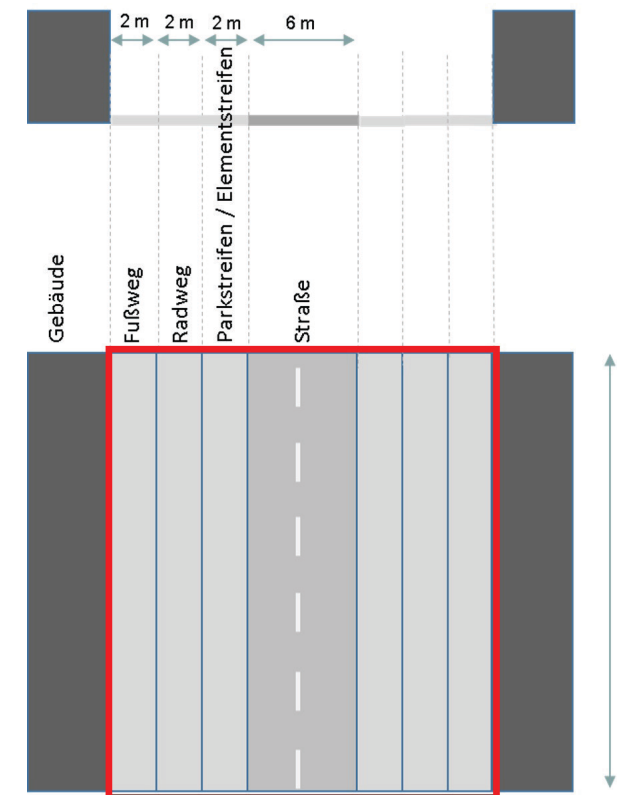 2 m
2 m
2 m
6 m
Gebäude
Fußweg
Radweg
Parkstreifen / Elementstreifen
Straße